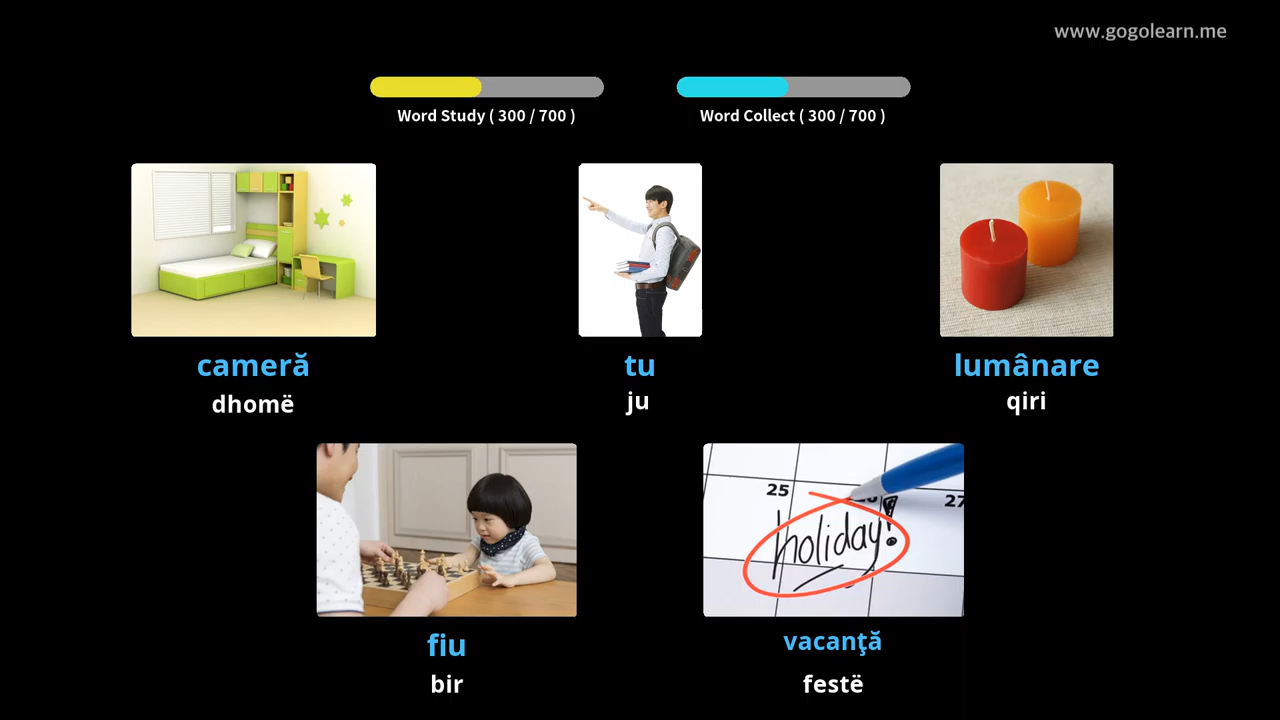 www.gogolearn.me
Word Study ( 300 / 700 )
Word Collect ( 300 / 700 )
cameră
dhomë
tu
ju
lumânare
qiri
25
27
holiday!
fiu
bir
vacanţă
festë